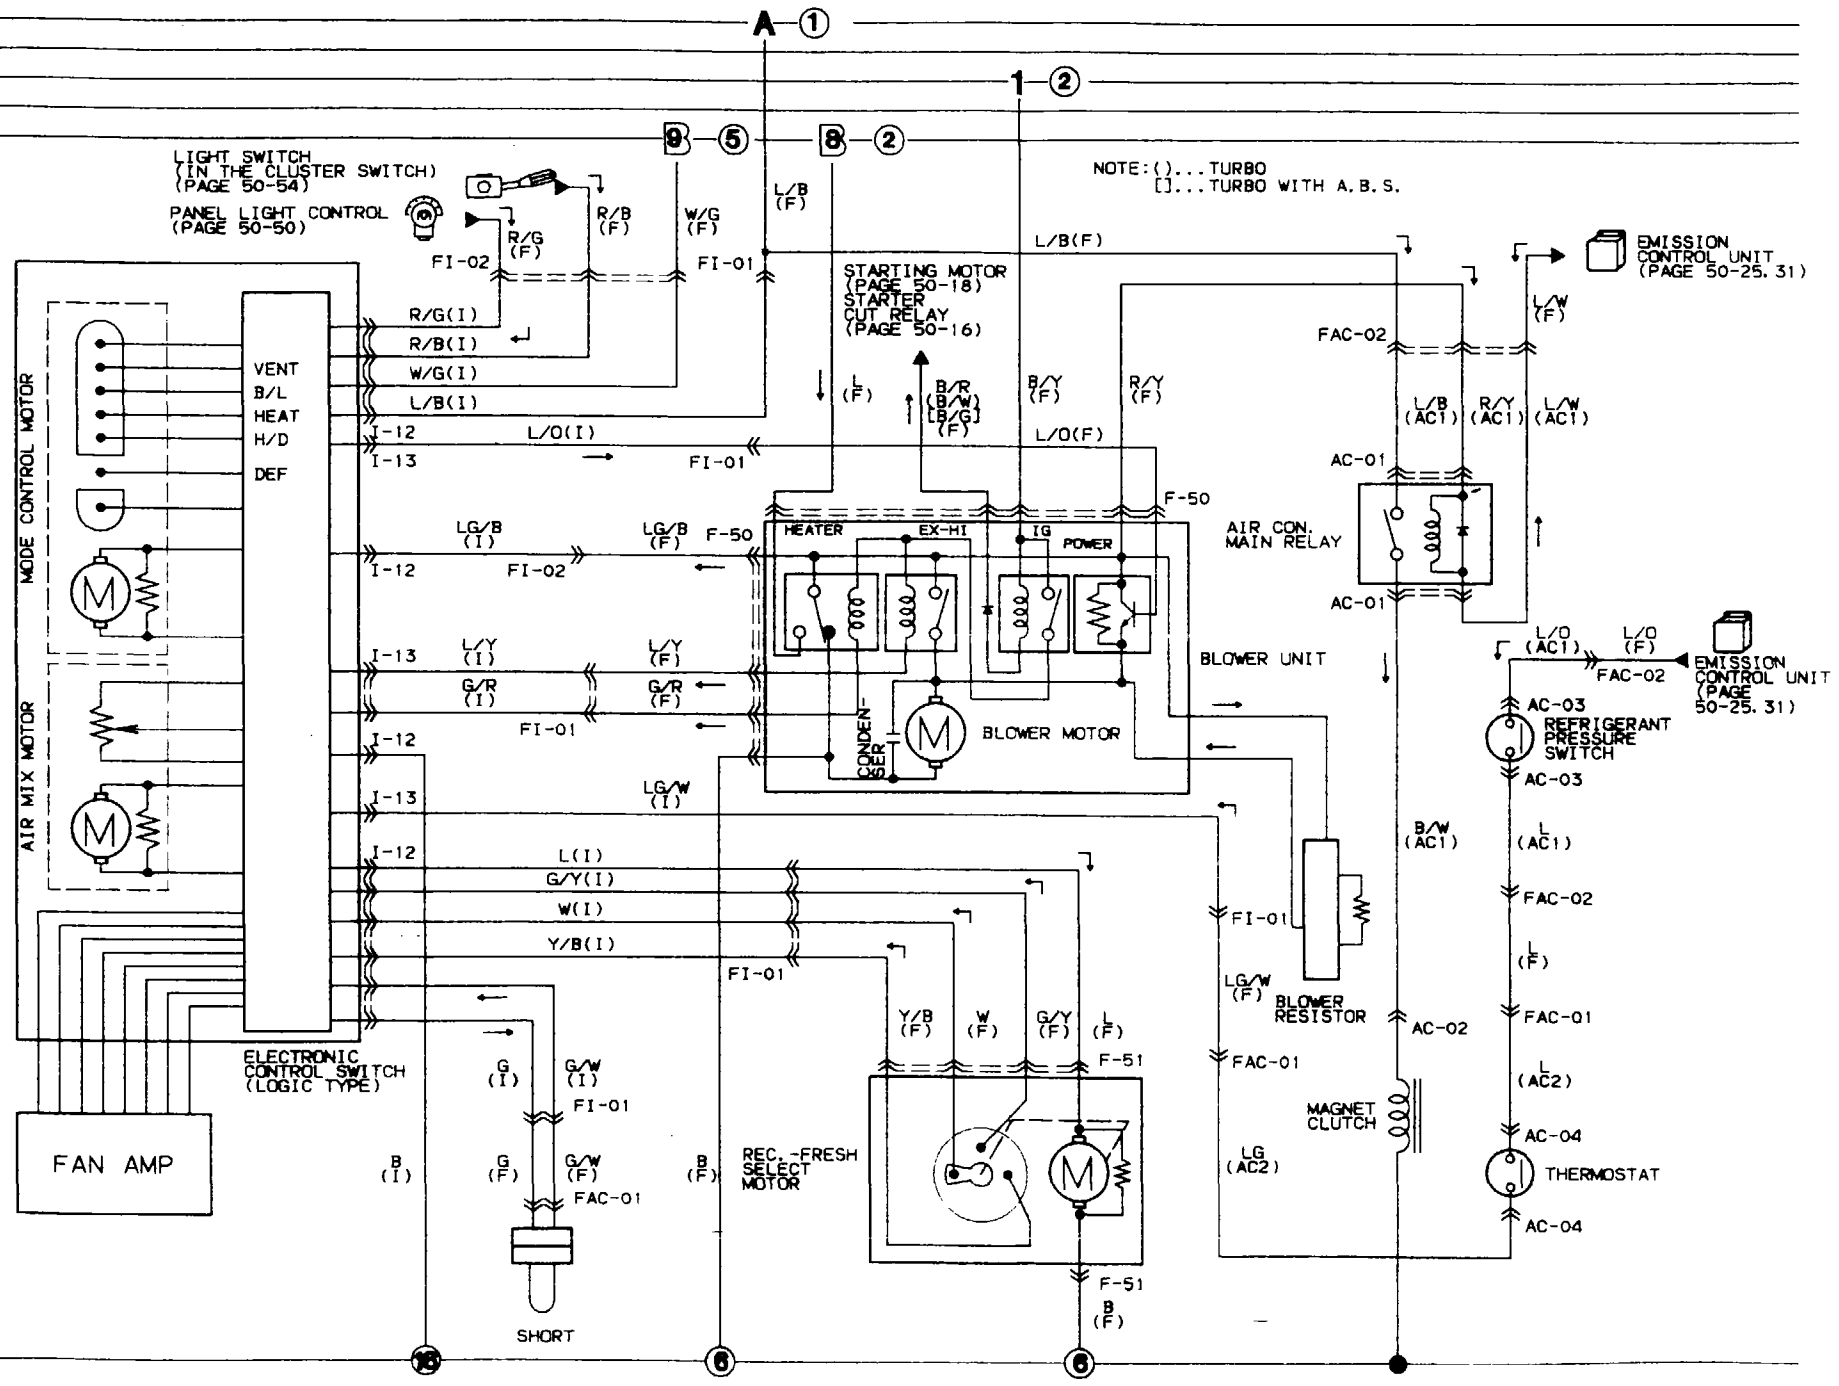 A 1
1 2
9 5
8 2
LIGHT SWITCH
(IN THE CLUSTER SWITCH)
(PAGE 50-54)
PANEL LIGHT CONTROL
(PAGE 50-50)
R/G
(F)
R/B
(F)
W/G
(F)
L/B
(F)
NOTE:()...TURBO
[]...TURBO WITH A.B.S.
FI-02
FI-01
L/B(F)
EMISSION
CONTROL UNIT
(PAGE 50-25.31)
STARTING MOTOR
(PAGE 50-18)
STARTER
CUT RELAY
(PAGE 50-16)
L/W
(F)
FAC-02
R/G(I)
R/B(I)
W/G(I)
L/B(I)
MODE CONTROL MOTOR
VENT
B/L
HEAT
H/D
DEF
L
(F)
B/R
(B/W)
[B/G]
(F)
B/Y
(F)
R/Y
(F)
L/B
(AC1)
R/Y
(AC1)
L/W
(AC1)
I-12
L/O(I)
L/O(F)
I-13
FI-01
AC-01
F-50
LG/B
(I)
LG/B
(F)
F-50
HEATER
EX-HI
IG
POWER
AIR CON.
MAIN RELAY
I-12
FI-02
AC-01
I-13
L/Y
(I)
L/Y
(F)
G/R
(I)
G/R
(F)
BLOWER UNIT
L/O
(AC1)
L/O
(F)
FAC-02
EMISSION
CONTROL UNIT
(PAGE
50-25.31)
M
AIR MIX MOTOR
FI-01
I-12
CONDEN-
SER
M
BLOWER MOTOR
AC-03
REFRIGERANT
PRESSURE
SWITCH
AC-03
I-13
LG/W
(I)
M
B/W
(AC1)
L
(AC1)
I-12
L(I)
G/Y(I)
W(I)
Y/B(I)
FI-01
FI-01
FAC-02
L
(F)
LG/W
(F)
BLOWER
RESISTOR
AC-02
FAC-01
Y/B
(F)
W
(F)
G/Y
(F)
L
(F)
F-51
FAC-01
ELECTRONIC
CONTROL SWITCH
(LOGIC TYPE)
G
(I)
G/W
(I)
FI-01
L
(AC2)
MAGNET
CLUTCH
AC-04
FAN AMP
B
(I)
G
(F)
G/W
(F)
FAC-01
B
(F)
REC.-FRESH
SELECT
MOTOR
M
LG
(AC2)
THERMOSTAT
AC-04
F-51
B
(F)
SHORT
6
6